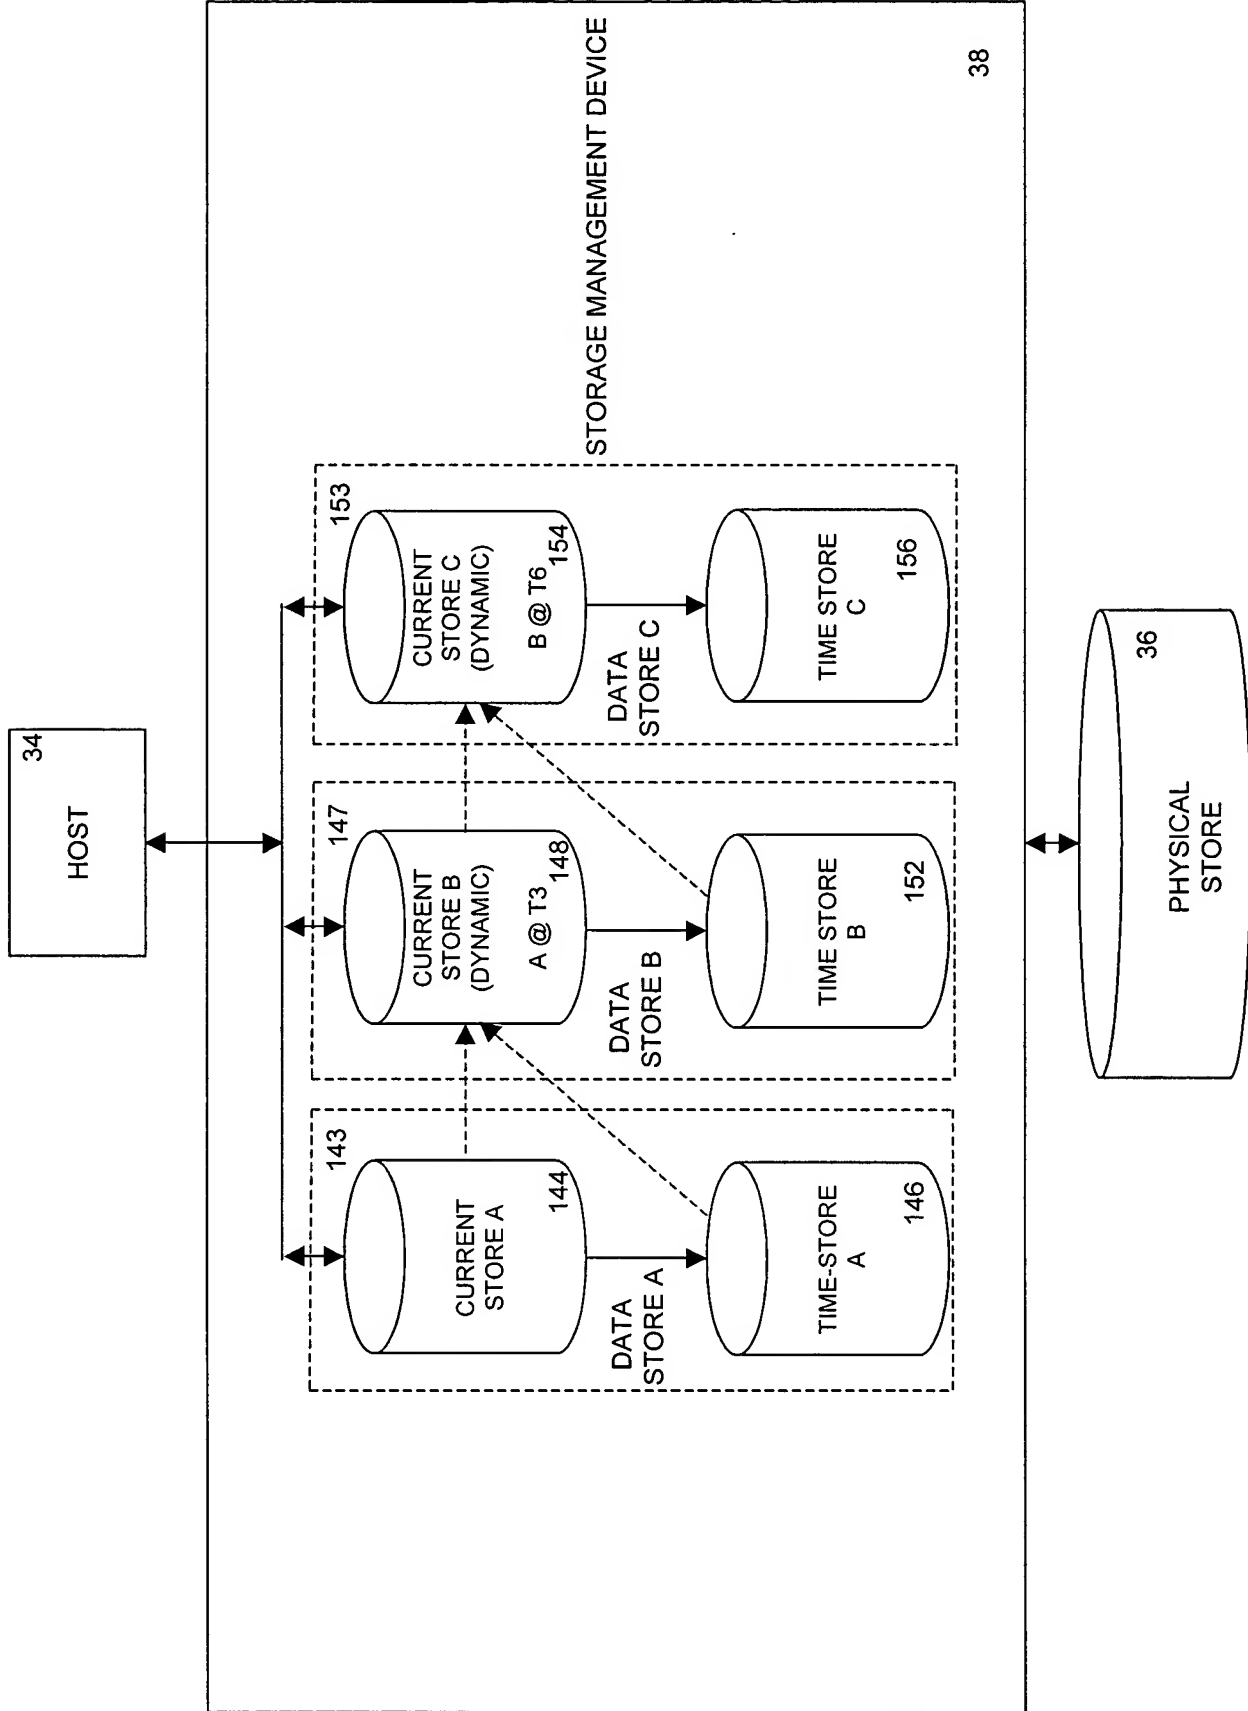 34
HOST
STORAGE MANAGEMENT DEVICE
38
143
CURRENT
STORE A
144
DATA
STORE A
TIME-STORE
A
146
147
CURRENT
STORE B
(DYNAMIC)
A @ T3
148
DATA
STORE B
TIME STORE
B
152
153
CURRENT
STORE C
(DYNAMIC)
B @ T6
154
DATA
STORE C
TIME STORE
C
156
36
PHYSICAL
STORE